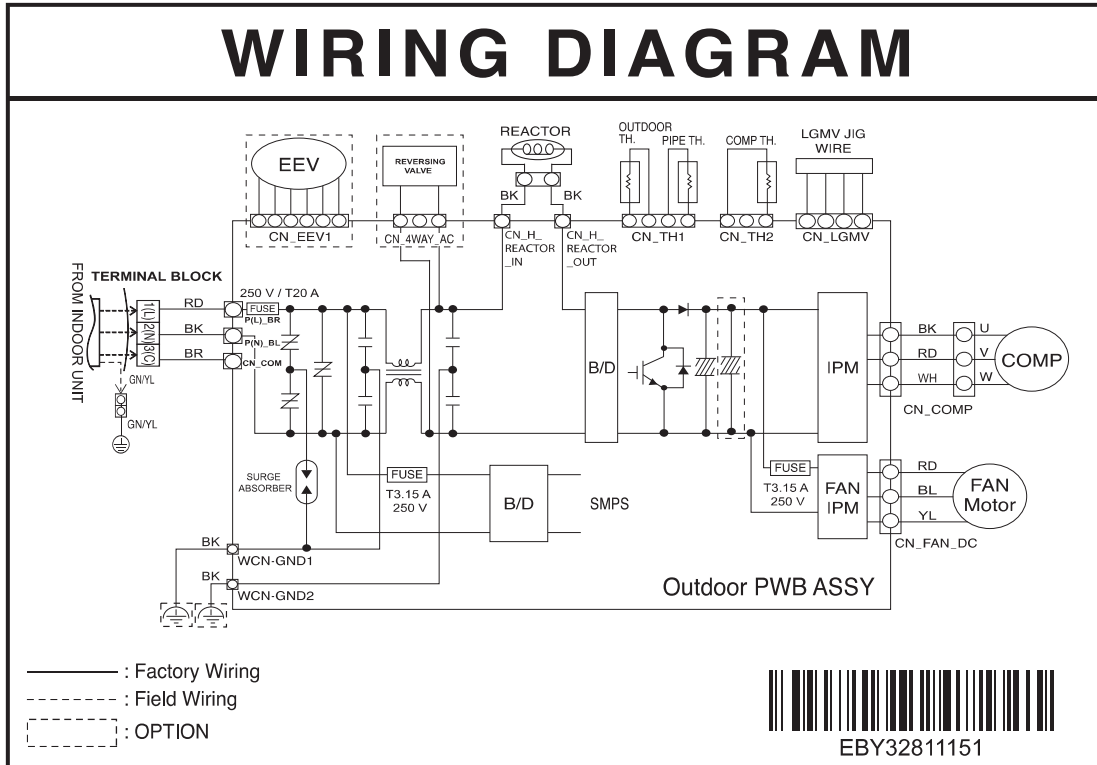 WIRING DIAGRAM
EEV
CN_EEV1
REVERSING
VALVE
CN_4WAY_AC
REACTOR
BK
BK
CN_H_
REACTOR
_IN
CN_H_
REACTOR
_OUT
OUTDOOR
TH.
PIPE TH.
CN_TH1
COMP TH.
CN_TH2
LGMV JIG
WIRE
CN_LGMV
FROM INDOOR UNIT
TERMINAL BLOCK
1(L)
2(N)
3(C)
RD
BK
BR
GN/YL
GN/YL
250 V / T20 A
FUSE
P(L)_BR
P(N)_BL
CN_COM
SURGE
ABSORBER
FUSE
T3.15 A
250 V
B/D
SMPS
B/D
IPM
BK
RD
WH
U
V
W
COMP
CN_COMP
FUSE
T3.15 A
250 V
FAN
IPM
RD
BL
YL
FAN
Motor
CN_FAN_DC
BK
WCN-GND1
BK
WCN-GND2
Outdoor PWB ASSY
: Factory Wiring
: Field Wiring
: OPTION
EBY32811151